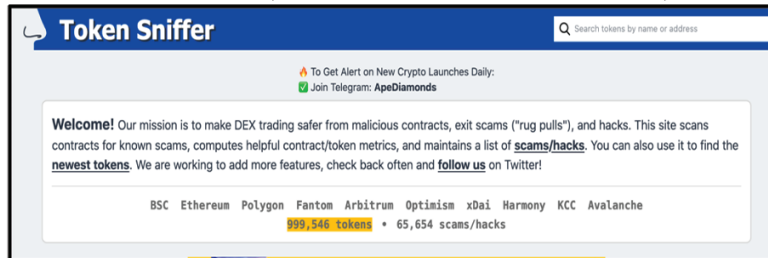 Token Sniffer
Search tokens by name or address
🔥 To Get Alert on New Crypto Launches Daily:
✅ Join Telegram: ApeDiamonds
Welcome! Our mission is to make DEX trading safer from malicious contracts, exit scams ("rug pulls"), and hacks. This site scans
contracts for known scams, computes helpful contract/token metrics, and maintains a list of scams/hacks. You can also use it to find the
newest tokens. We are working to add more features, check back often and follow us on Twitter!
BSC Ethereum Polygon Fantom Arbitrum Optimism xDai Harmony KCC Avalanche
999,546 tokens • 65,654 scams/hacks